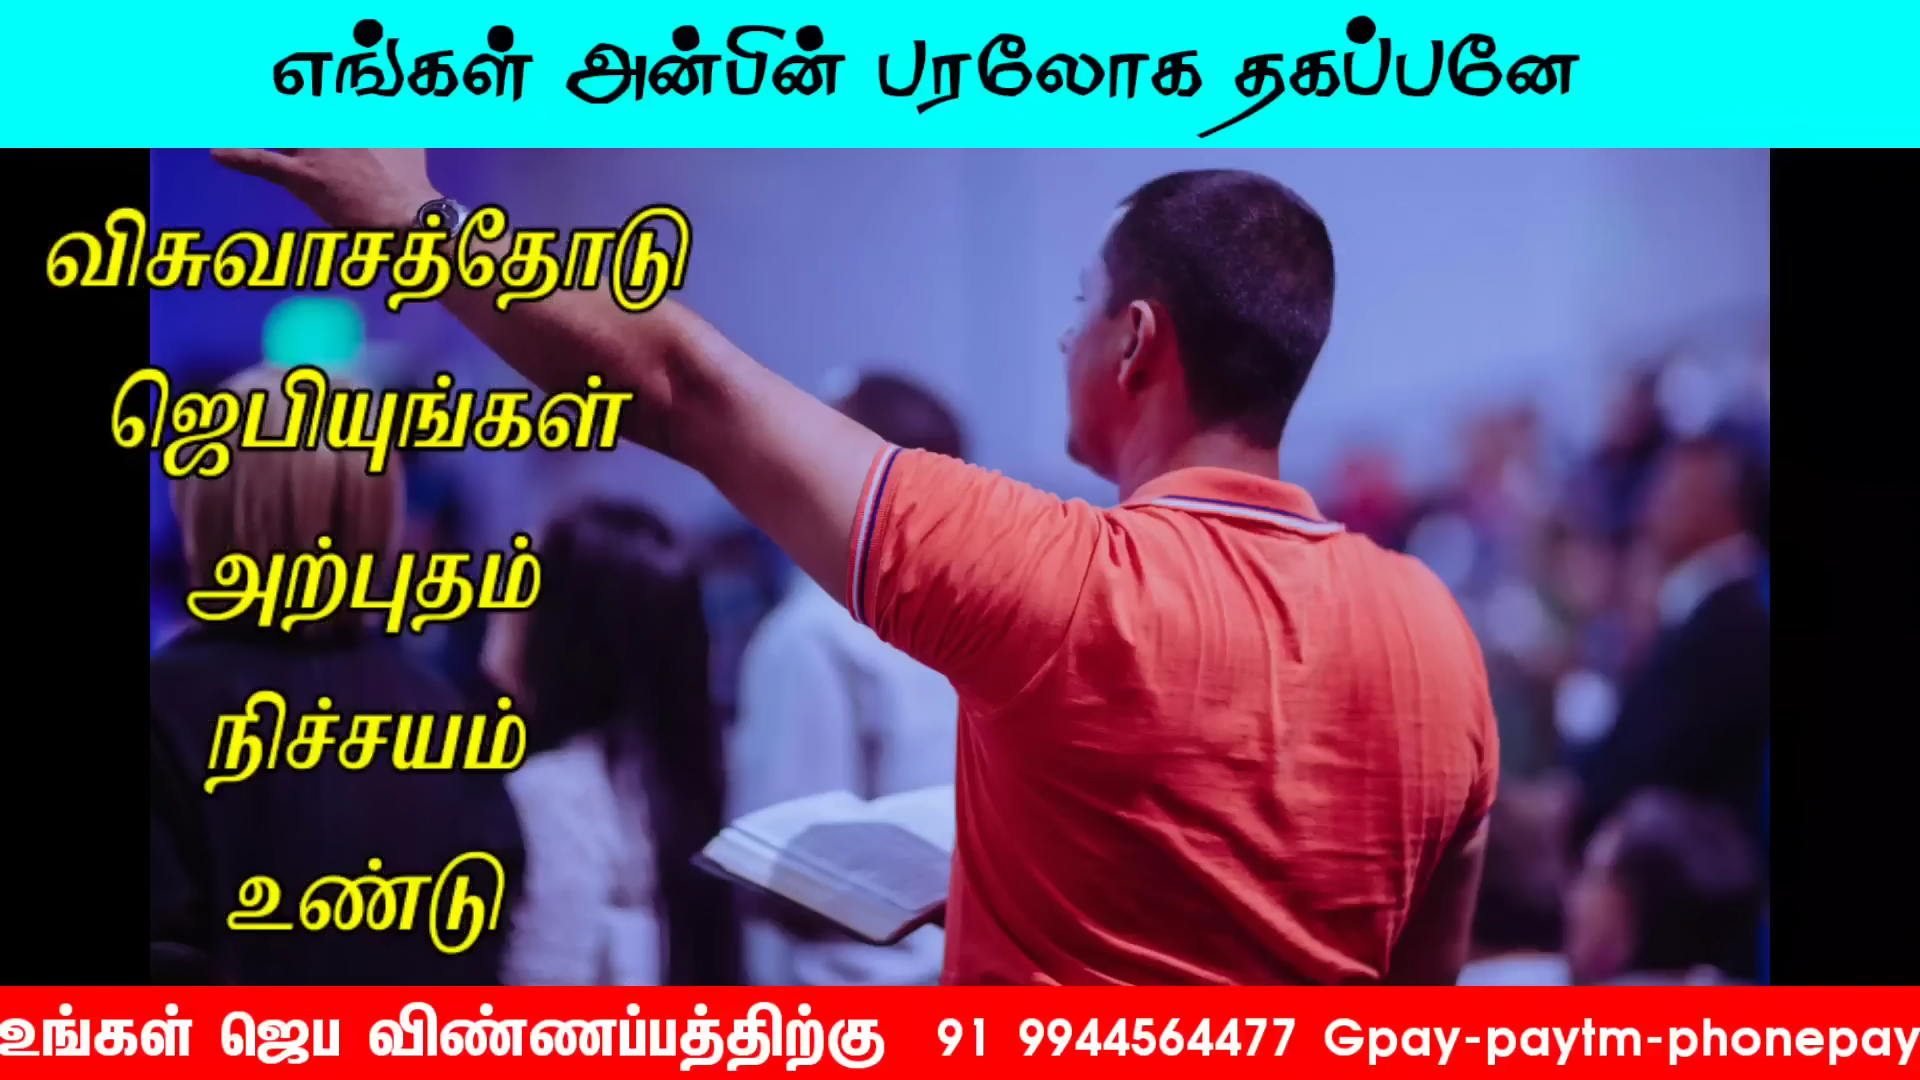 எங்கள் அன்பின் பரலோக தகப்பனே
விசுவாசத்தோடு
ஜெபியுங்கள்
அற்புதம்
நிச்சயம்
உண்டு
உங்கள் ஜெப விண்ணப்பத்திற்கு 91 9944564477 Gpay-paytm-phonepay